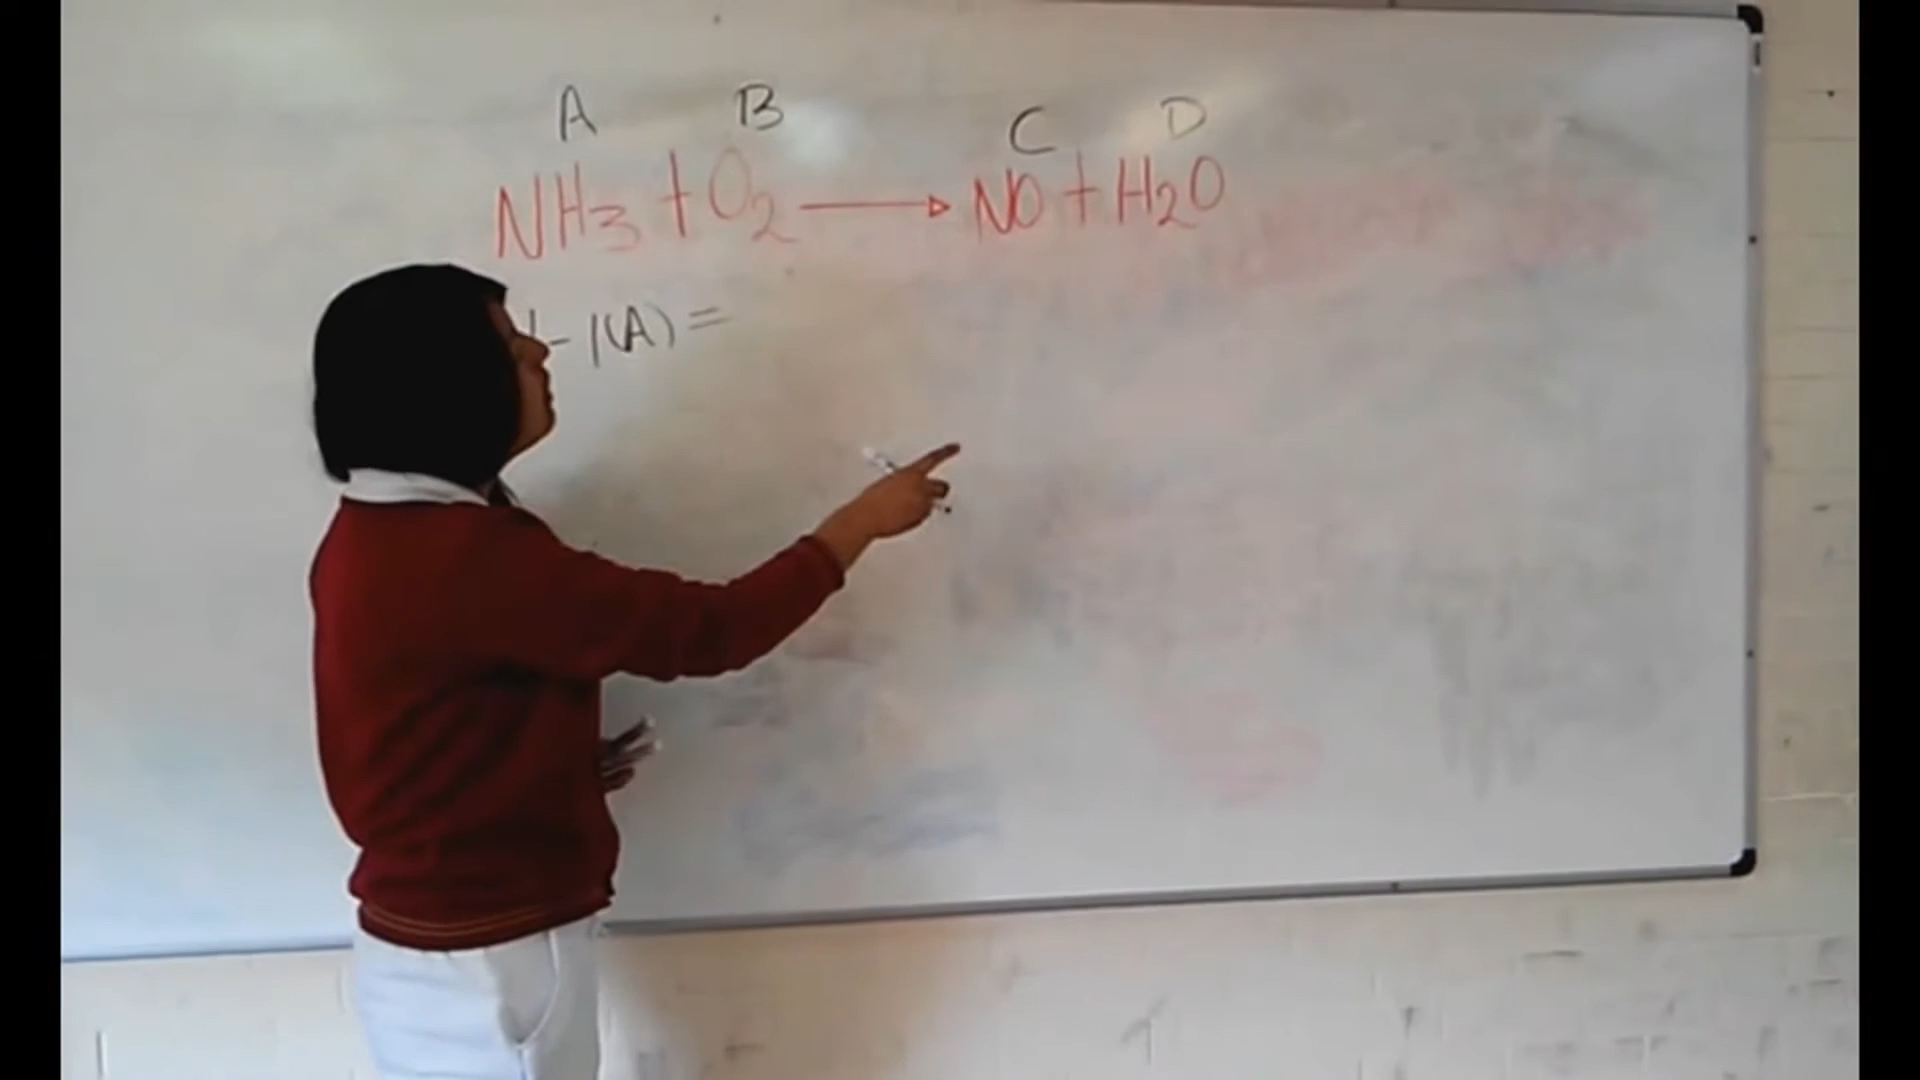 A B C D
NH3 + O2 → NO + H2O
- 1(A) =